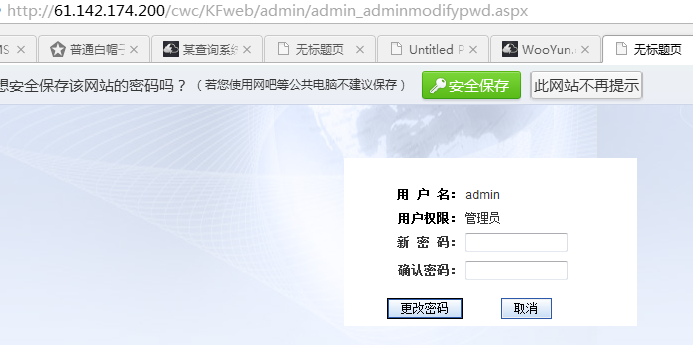 http://61.142.174.200/cwc/KFweb/admin/admin_adminmodifypwd.aspx
MS × 普通白帽子 × 某查询系统 × 无标题页 × Untitled P × WooYun. × 无标题页
想安全保存该网站的密码吗？（若您使用网吧等公共电脑不建议保存） 安全保存 此网站不再提示
用 户 名： admin
用户权限： 管理员
新 密 码：
确认密码：
更改密码 取消